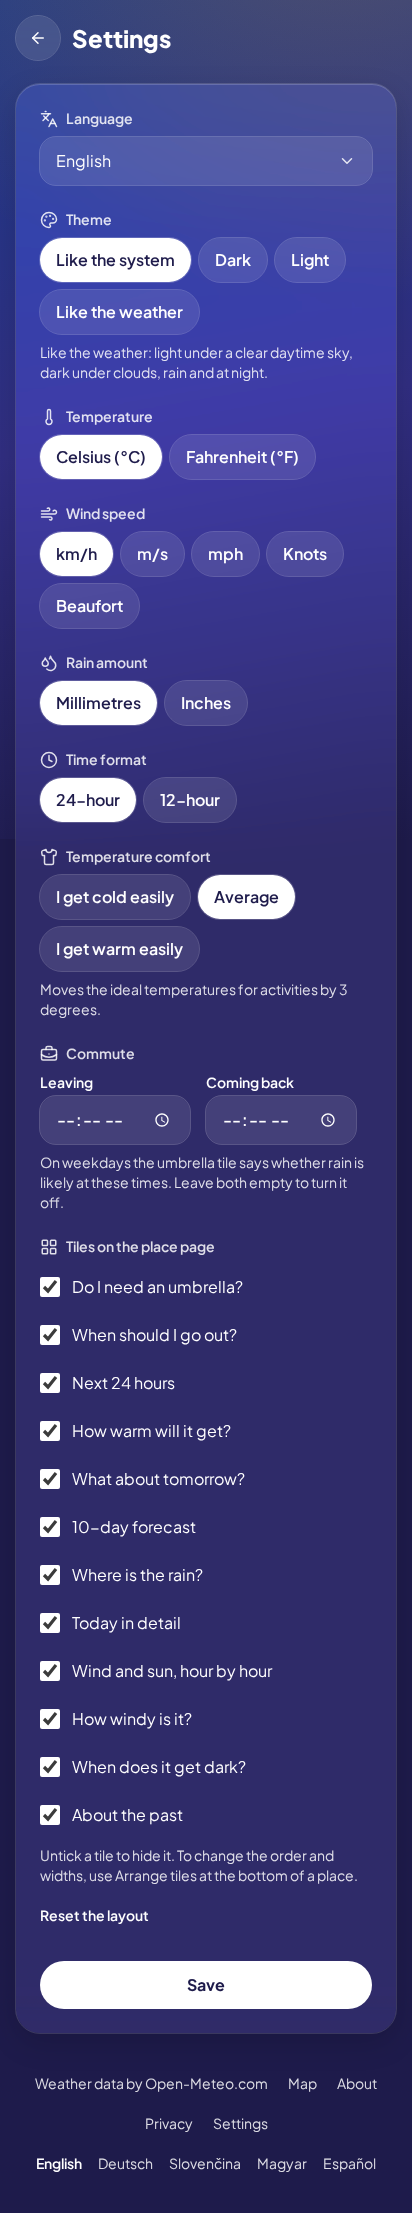 Settings
Language
English
Theme
Like the system Dark Light
Like the weather
Like the weather: light under a clear daytime sky,
dark under clouds, rain and at night.
Temperature
Celsius (°C) Fahrenheit (°F)
Wind speed
km/h m/s mph Knots
Beaufort
Rain amount
Millimetres Inches
Time format
24-hour 12-hour
Temperature comfort
I get cold easily Average
I get warm easily
Moves the ideal temperatures for activities by 3
degrees.
Commute
Leaving Coming back
--:-- -- --:-- --
On weekdays the umbrella tile says whether rain is
likely at these times. Leave both empty to turn it
off.
Tiles on the place page
Do I need an umbrella?
When should I go out?
Next 24 hours
How warm will it get?
What about tomorrow?
10-day forecast
Where is the rain?
Today in detail
Wind and sun, hour by hour
How windy is it?
When does it get dark?
About the past
Untick a tile to hide it. To change the order and
widths, use Arrange tiles at the bottom of a place.
Reset the layout
Save
Weather data by Open-Meteo.com Map About
Privacy Settings
English Deutsch Slovenčina Magyar Español